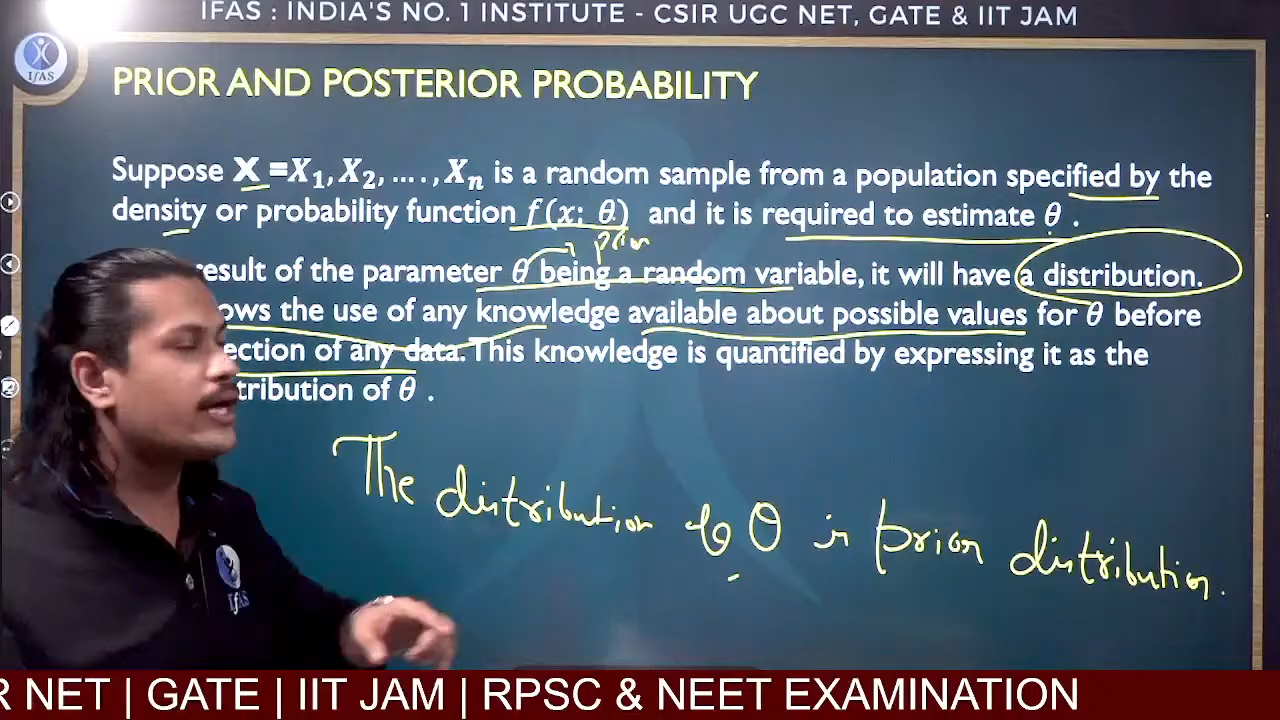 IFAS : INDIA'S NO. 1 INSTITUTE - CSIR UGC NET, GATE & IIT JAM
IfAS
PRIOR AND POSTERIOR PROBABILITY
Suppose X =X₁, X₂, …., Xₙ is a random sample from a population specified by the
density or probability function f(x; θ) and it is required to estimate θ .
prior
result of the parameter θ being a random variable, it will have a distribution.
ows the use of any knowledge available about possible values for θ before
ection of any data. This knowledge is quantified by expressing it as the
tribution of θ .
The distribution of θ is prior distribution.
IfAS
R NET | GATE | IIT JAM | RPSC & NEET EXAMINATION